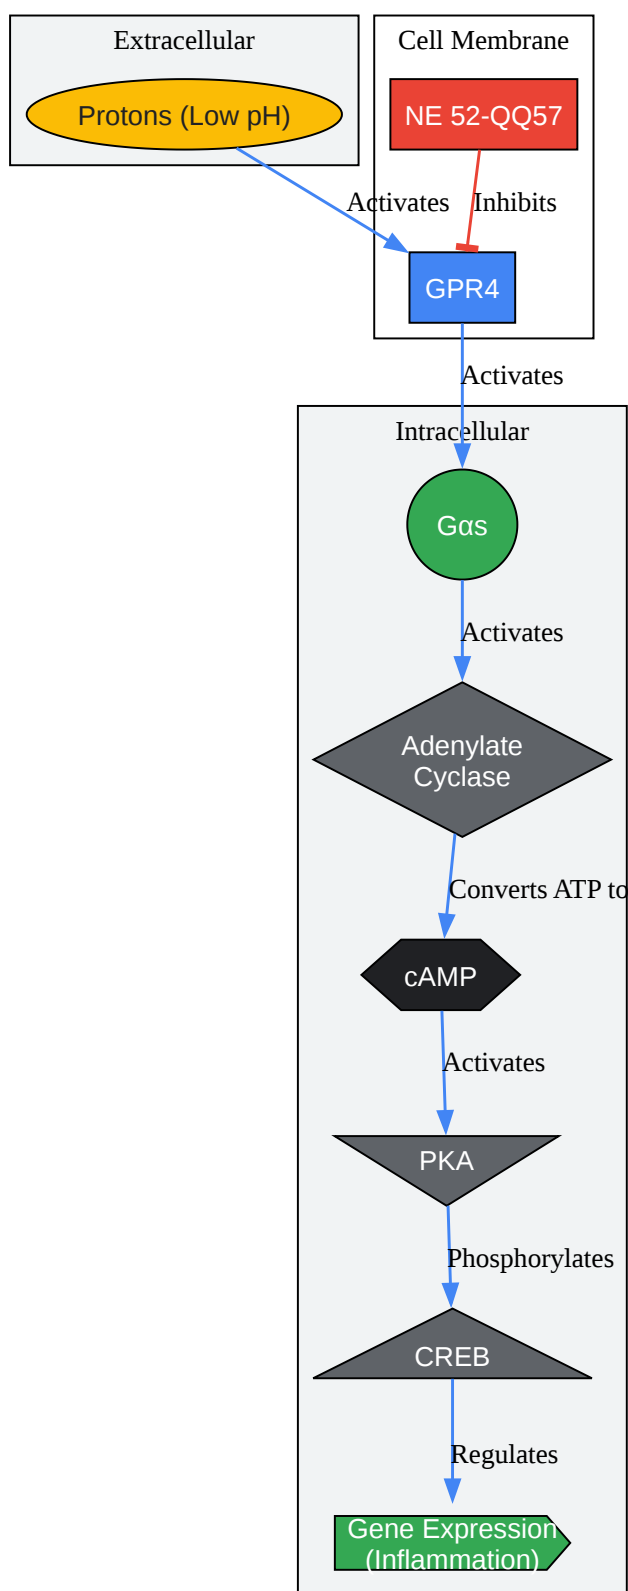 Extracellular
Cell Membrane
Protons (Low pH)
NE 52-QQ57
Activates
Inhibits
GPR4
Activates
Intracellular
Gαs
Activates
Adenylate
Cyclase
Converts ATP to
cAMP
Activates
PKA
Phosphorylates
CREB
Regulates
Gene Expression
(Inflammation)